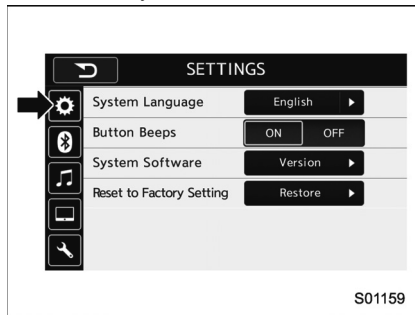 SETTINGS
System Language English
Button Beeps ON OFF
System Software Version
Reset to Factory Setting Restore
S01159